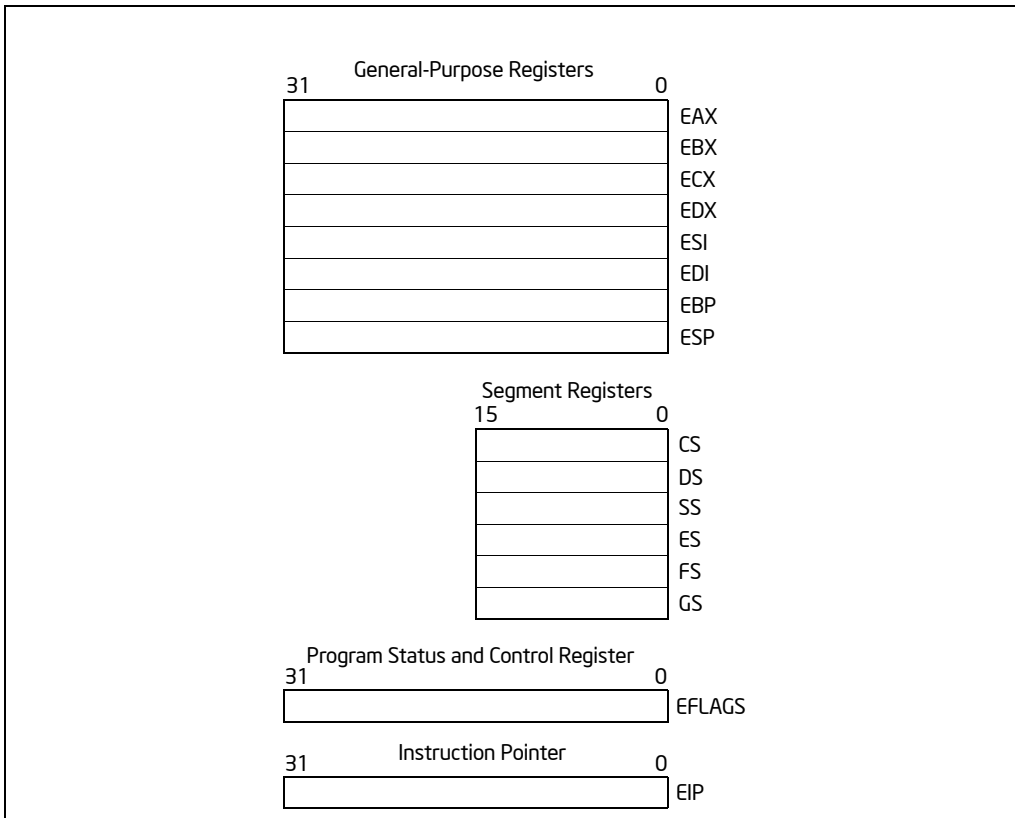 General-Purpose Registers
31 0
EAX
EBX
ECX
EDX
ESI
EDI
EBP
ESP
Segment Registers
15 0
CS
DS
SS
ES
FS
GS
Program Status and Control Register
31 0
EFLAGS
Instruction Pointer
31 0
EIP